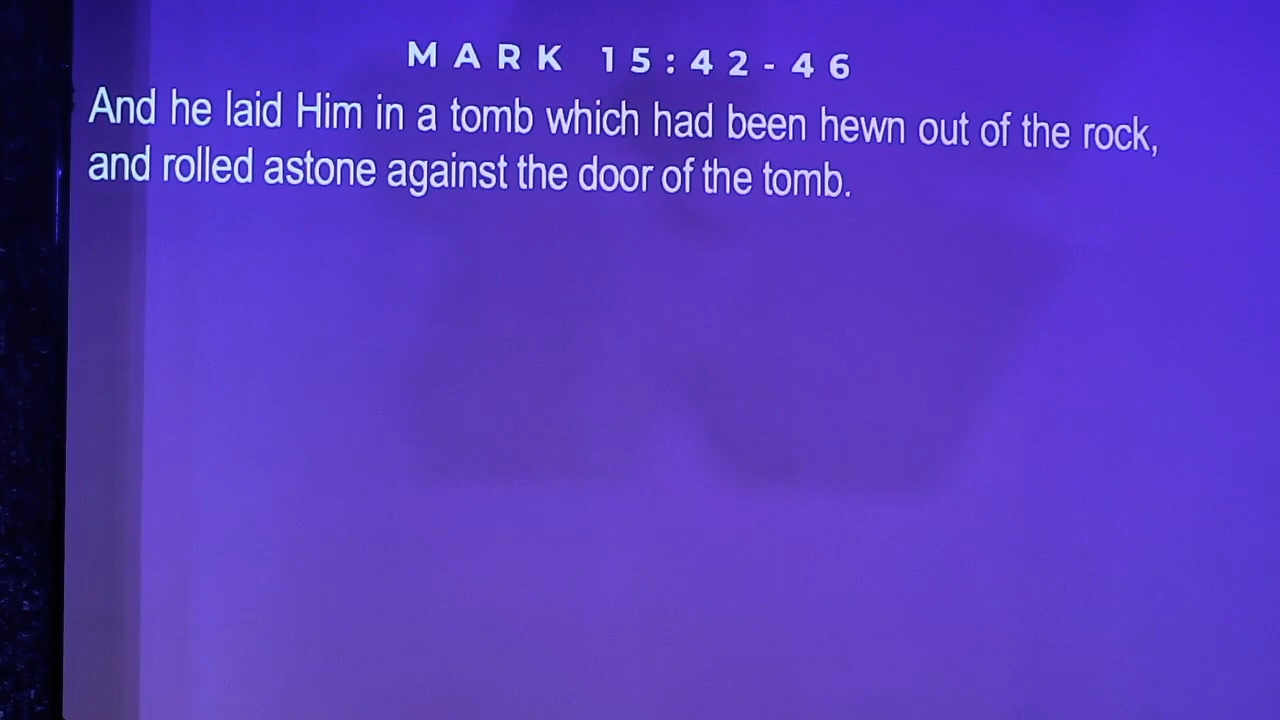 MARK 15:42-46
And he laid Him in a tomb which had been hewn out of the rock,
and rolled astone against the door of the tomb.